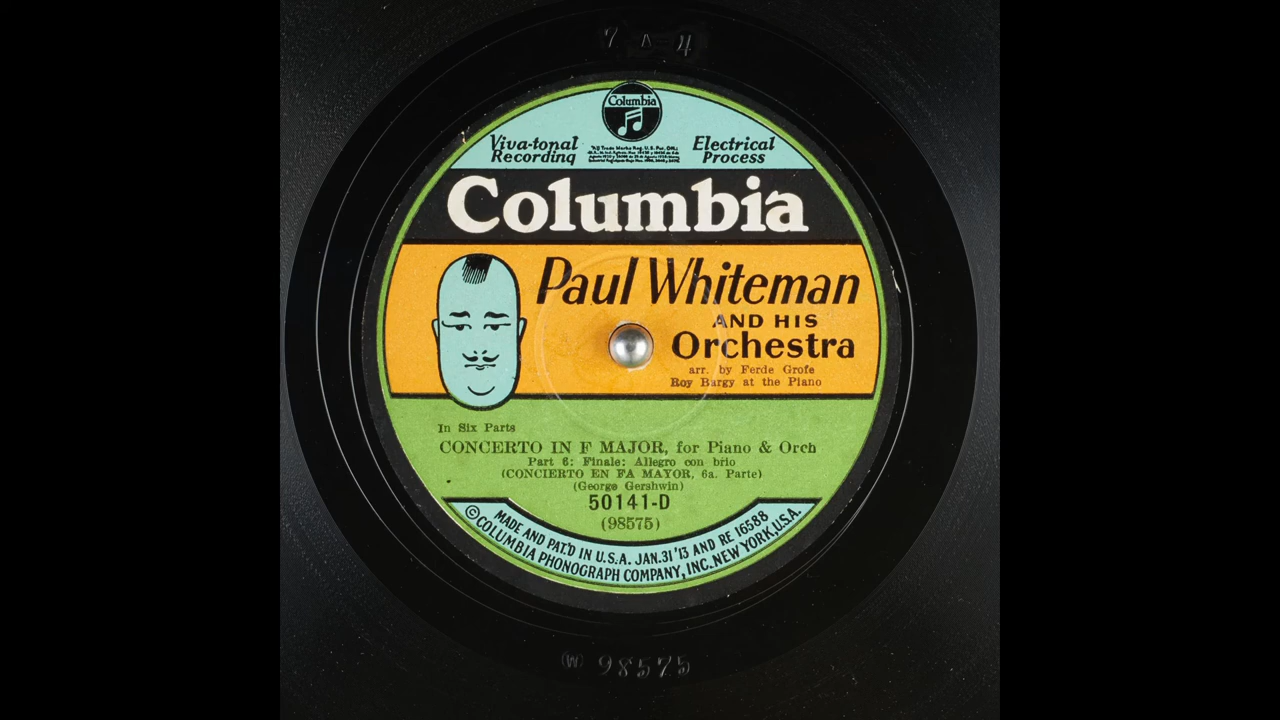 7 A 4
Columbia
Viva-tonal
Recording
Electrical
Process
Columbia
Paul Whiteman
AND HIS
Orchestra
arr. by Ferde Grofe
Roy Bargy at the Piano
In Six Parts
CONCERTO IN F MAJOR, for Piano & Orch
Part 6: Finale: Allegro con brio
(CONCIERTO EN FA MAYOR, 6a. Parte)
(George Gershwin)
50141-D
(98575)
MADE AND PAT'D IN U.S.A. JAN. 31 '13 AND RE 16588
©COLUMBIA PHONOGRAPH COMPANY, INC. NEW YORK, U.S.A.
W 98575